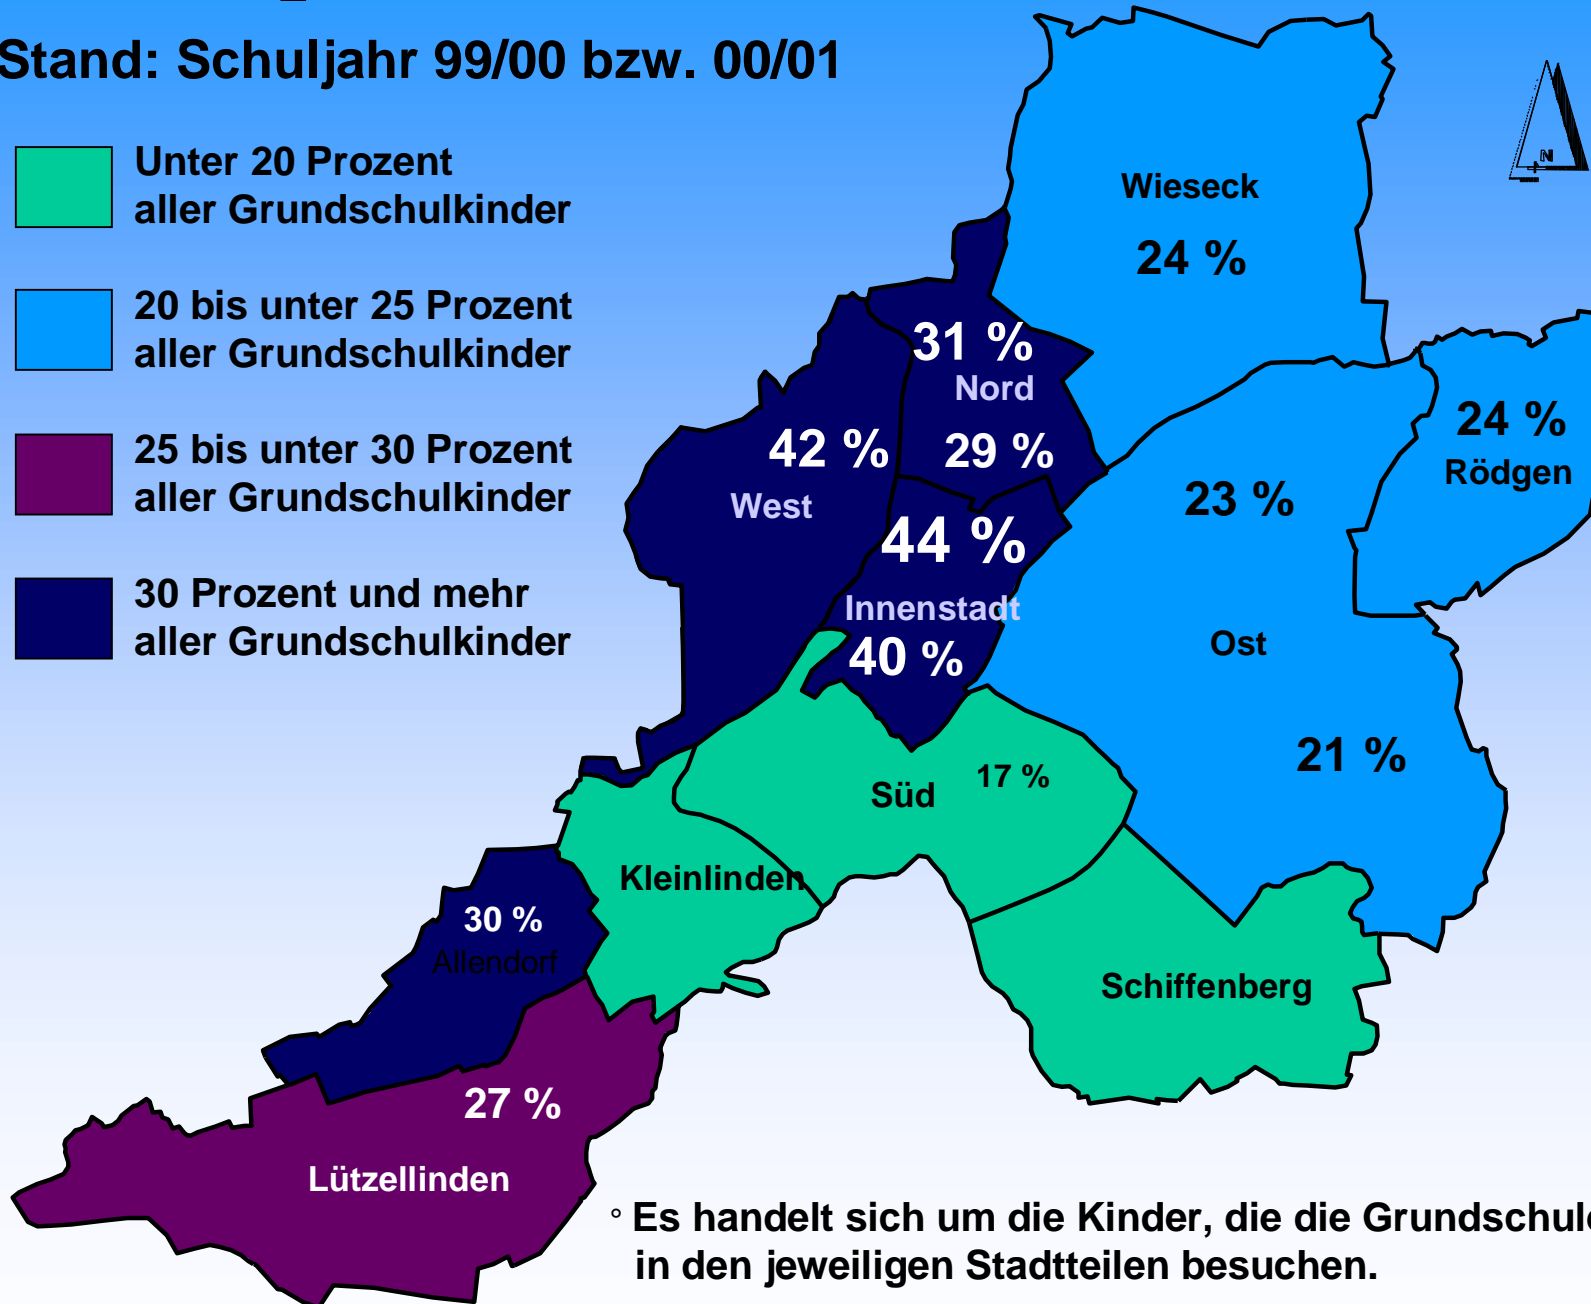 Stand: Schuljahr 99/00 bzw. 00/01
Unter 20 Prozent
aller Grundschulkinder
20 bis unter 25 Prozent
aller Grundschulkinder
25 bis unter 30 Prozent
aller Grundschulkinder
30 Prozent und mehr
aller Grundschulkinder
N
Wieseck
24 %
31 %
Nord
29 %
42 %
West
24 %
Rödgen
23 %
44 %
Innenstadt
40 %
Ost
21 %
Süd
17 %
Kleinlinden
30 %
Allendorf
Schiffenberg
27 %
Lützellinden
° Es handelt sich um die Kinder, die die Grundschule
in den jeweiligen Stadtteilen besuchen.